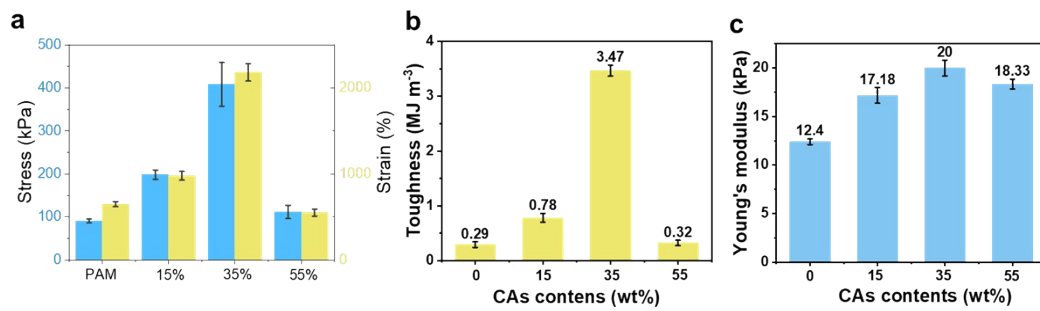 a
500
400
300
200
100
0
Stress (kPa)
2000
1000
0
Strain (%)
PAM 15% 35% 55%
b
4
3
2
1
0
Toughness (MJ m⁻³)
0.29
0.78
3.47
0.32
0 15 35 55
CAs contens (wt%)
c
20
15
10
5
0
Young's modulus (kPa)
12.4
17.18
20
18.33
0 15 35 55
CAs contents (wt%)